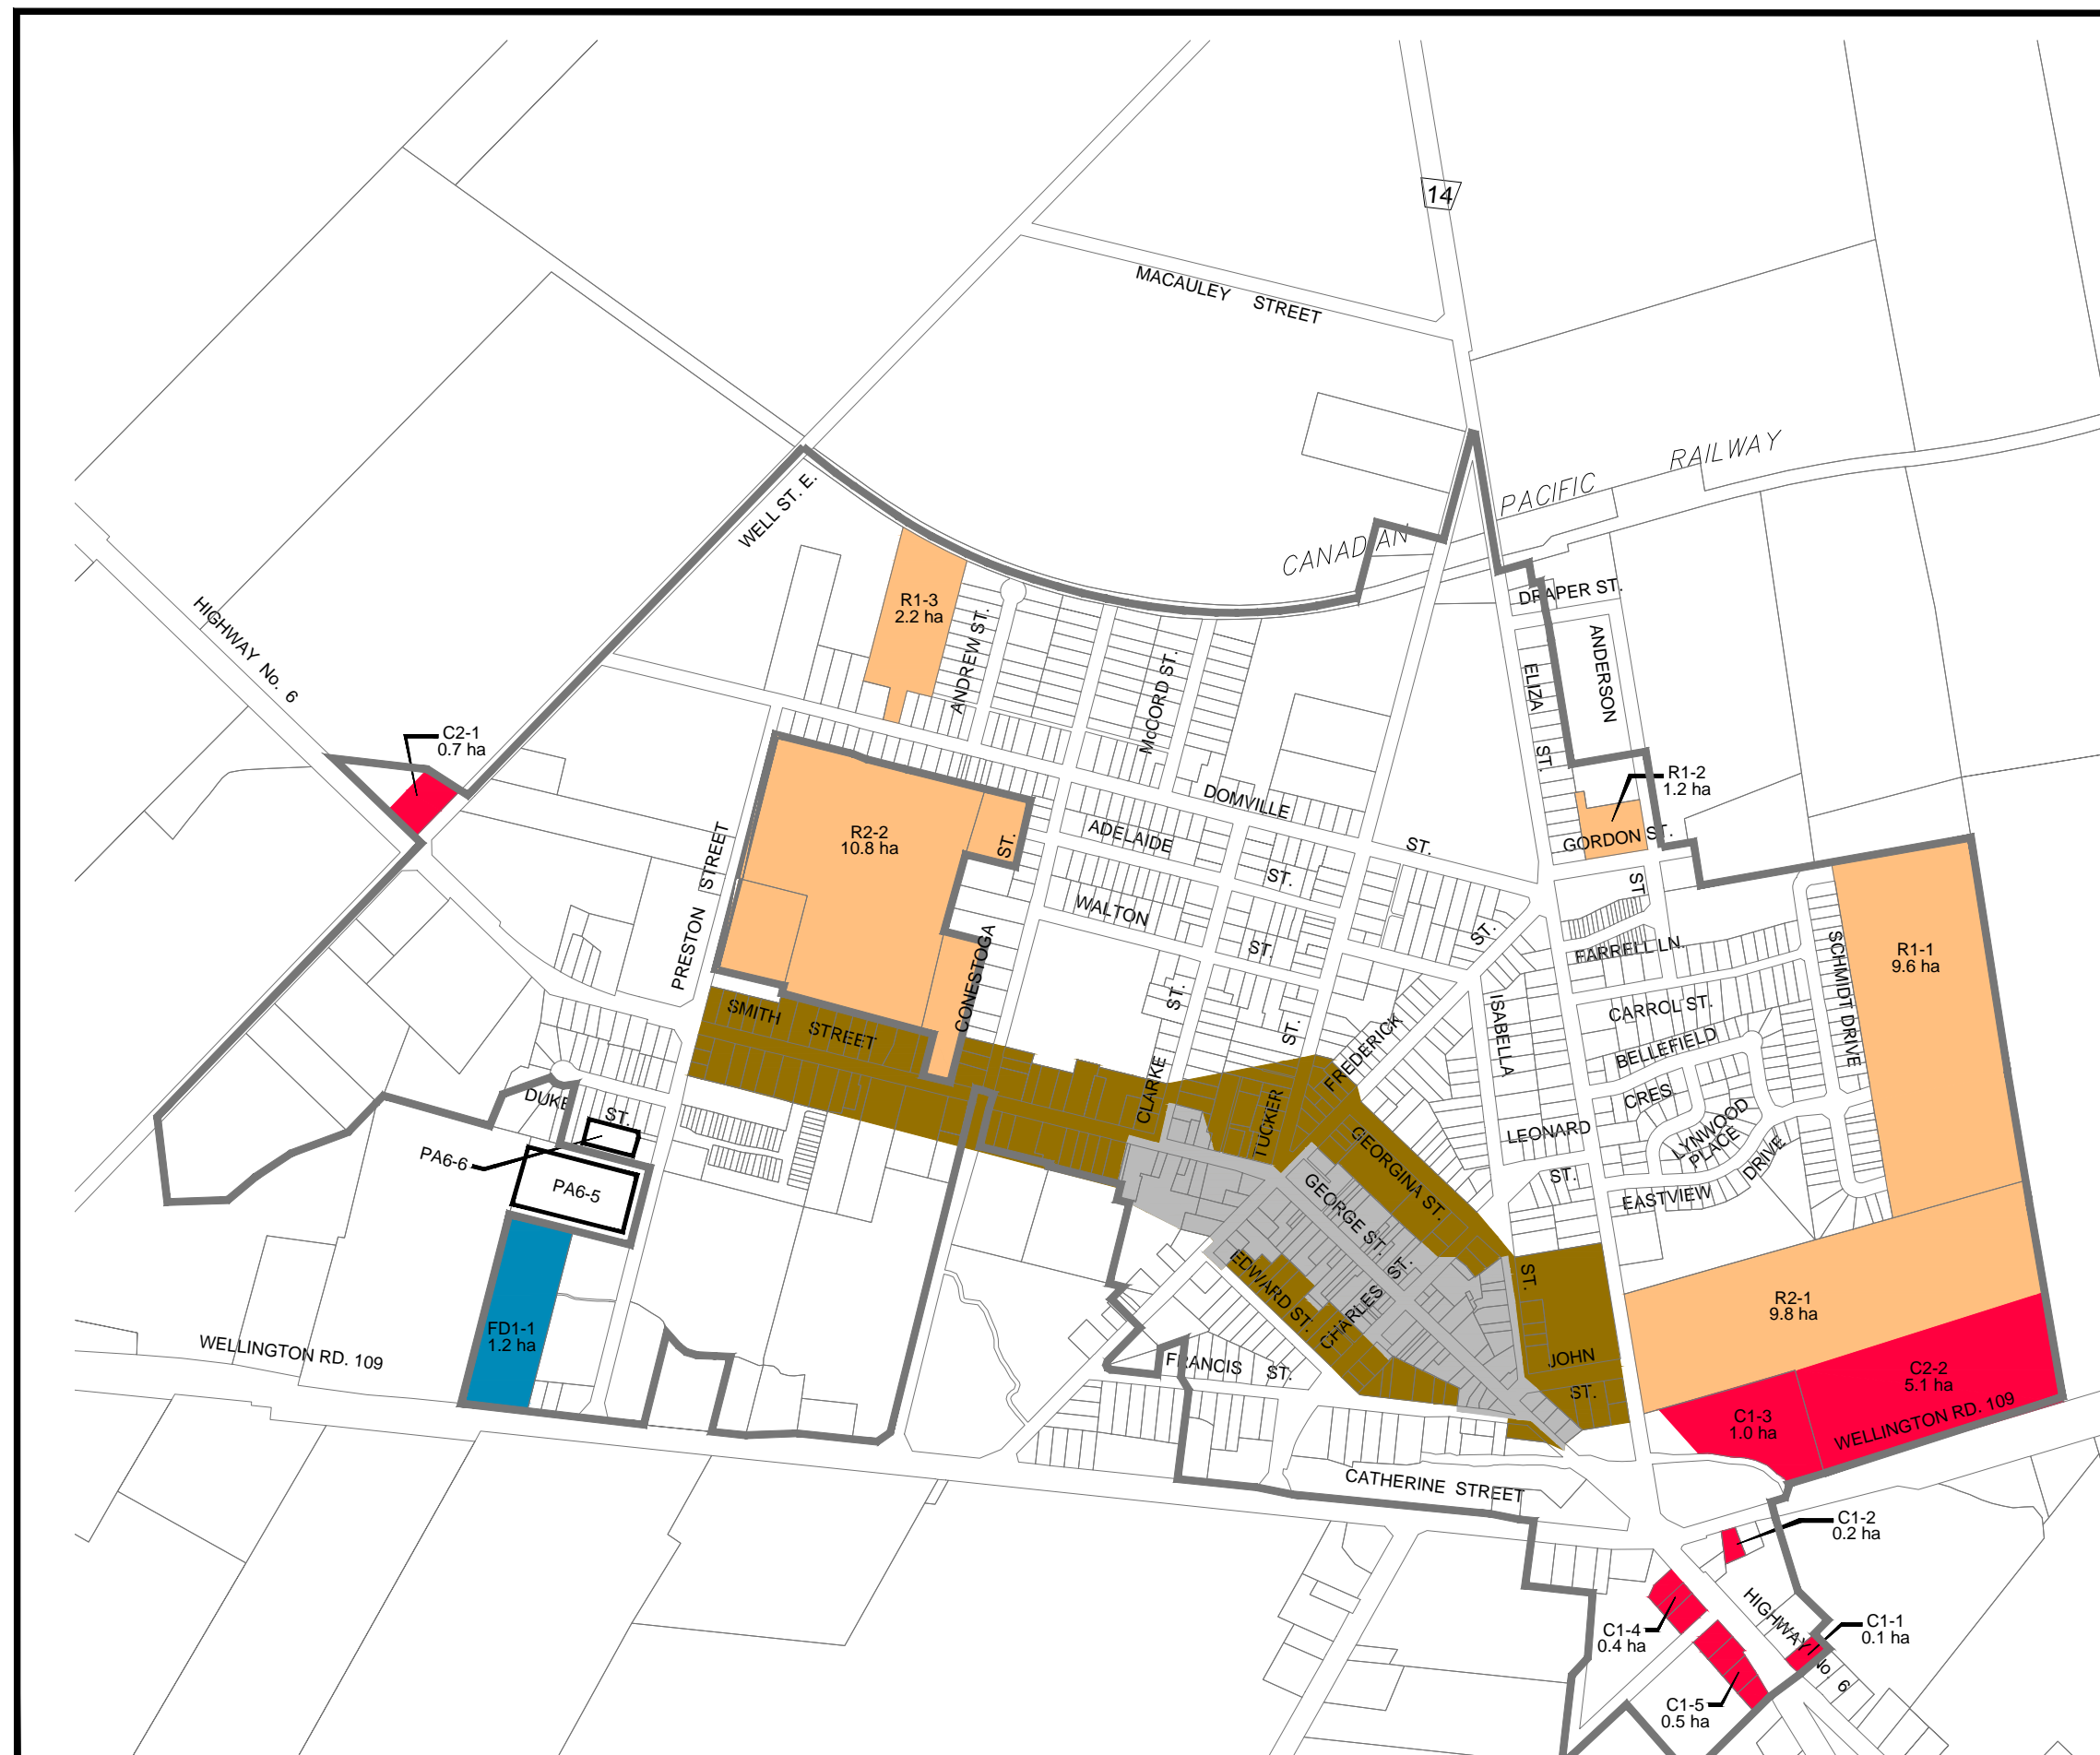 14
MACAULEY STREET
CANADIAN PACIFIC RAILWAY
WELL ST. E.
DRAPER ST.
R1-3
2.2 ha
ANDREW ST.
McCORD ST.
ELIZA ST.
ANDERSON ST.
HIGHWAY No. 6
C2-1
0.7 ha
R1-2
1.2 ha
GORDON ST.
DOMVILLE ST.
R2-2
10.8 ha
ADELAIDE ST.
PRESTON STREET
WALTON ST.
CONESTOGA ST.
FARRELL LN.
SCHMIDT DRIVE
R1-1
9.6 ha
SMITH STREET
CARROL ST.
ISABELLA ST.
FREDERICK ST.
BELLEFIELD CRES
CLARKE ST.
TUCKER ST.
DUKE ST.
LEONARD ST.
LYNWOOD
PLACE
PA6-6
PA6-5
GEORGINA ST.
GEORGE ST.
EASTVIEW DRIVE
EDWARD ST.
CHARLES ST.
R2-1
9.8 ha
FD1-1
1.2 ha
WELLINGTON RD. 109
FRANCIS ST.
JOHN ST.
C2-2
5.1 ha
C1-3
1.0 ha
WELLINGTON RD. 109
CATHERINE STREET
C1-2
0.2 ha
HIGHWAY No. 6
C1-1
0.1 ha
C1-4
0.4 ha
C1-5
0.5 ha